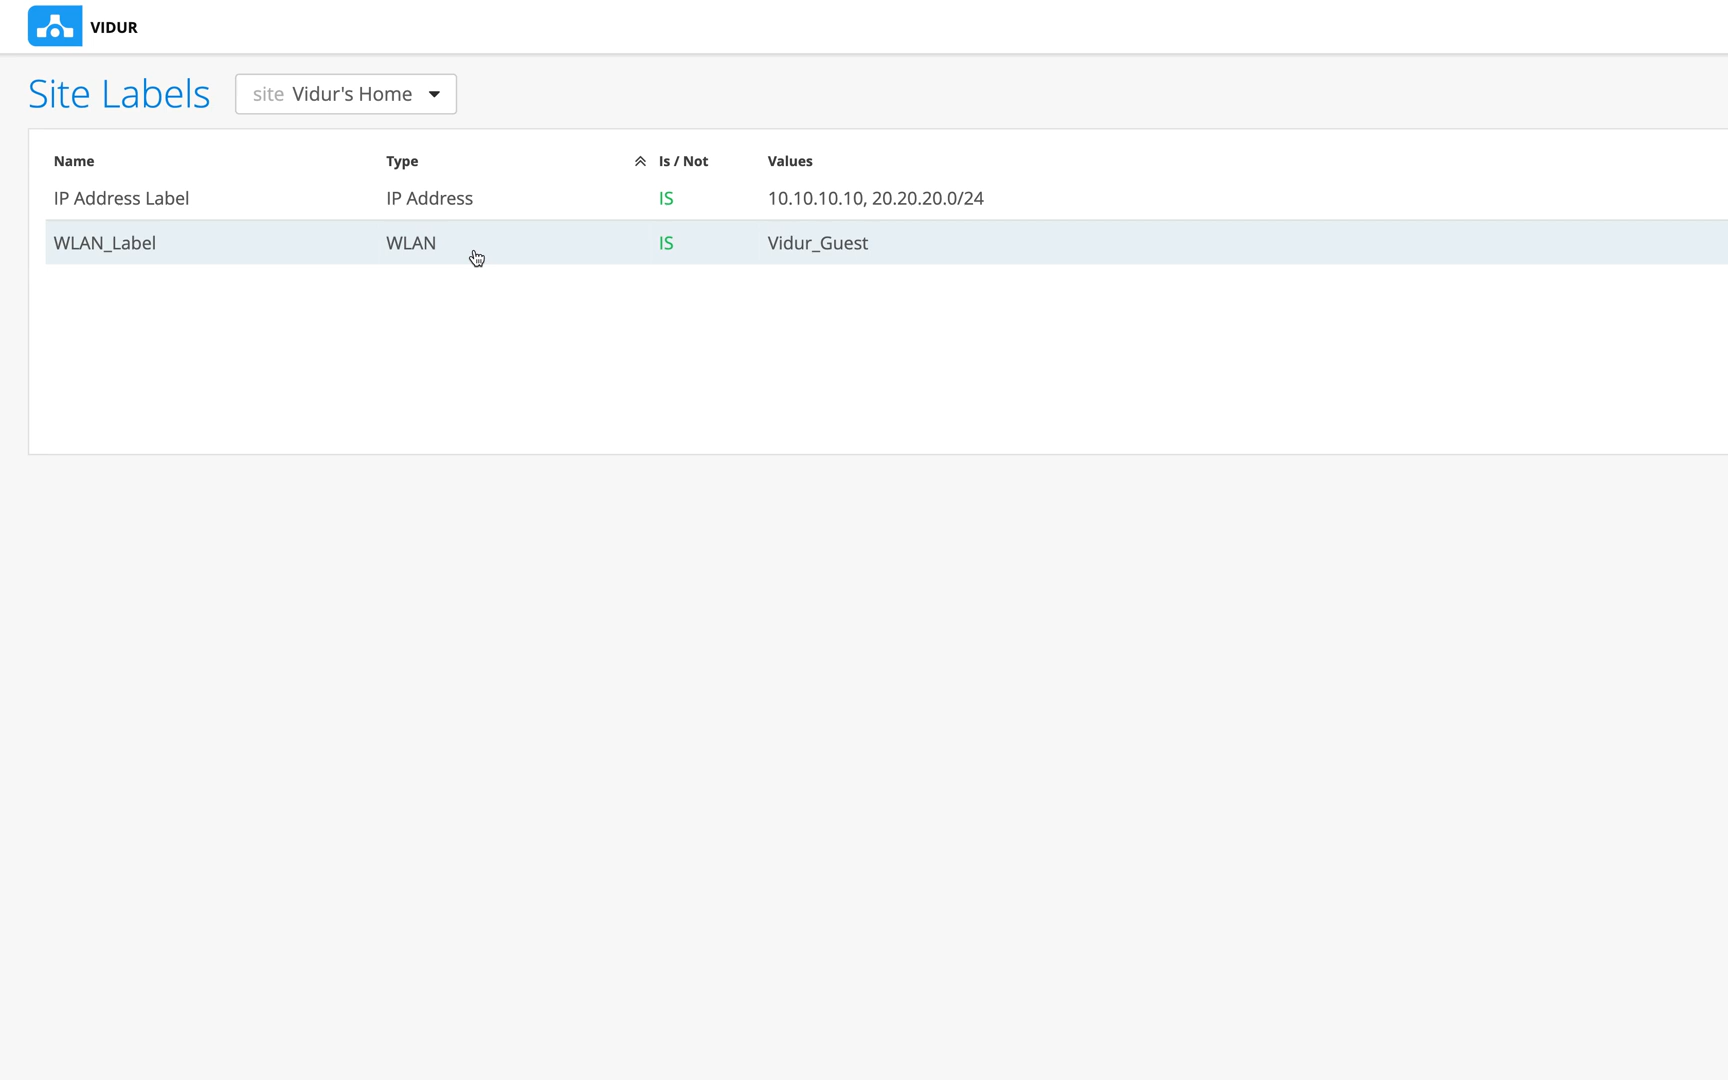 VIDUR
Site Labels site Vidur's Home
Name Type Is / Not Values
IP Address Label IP Address IS 10.10.10.10, 20.20.20.0/24
WLAN_Label WLAN IS Vidur_Guest